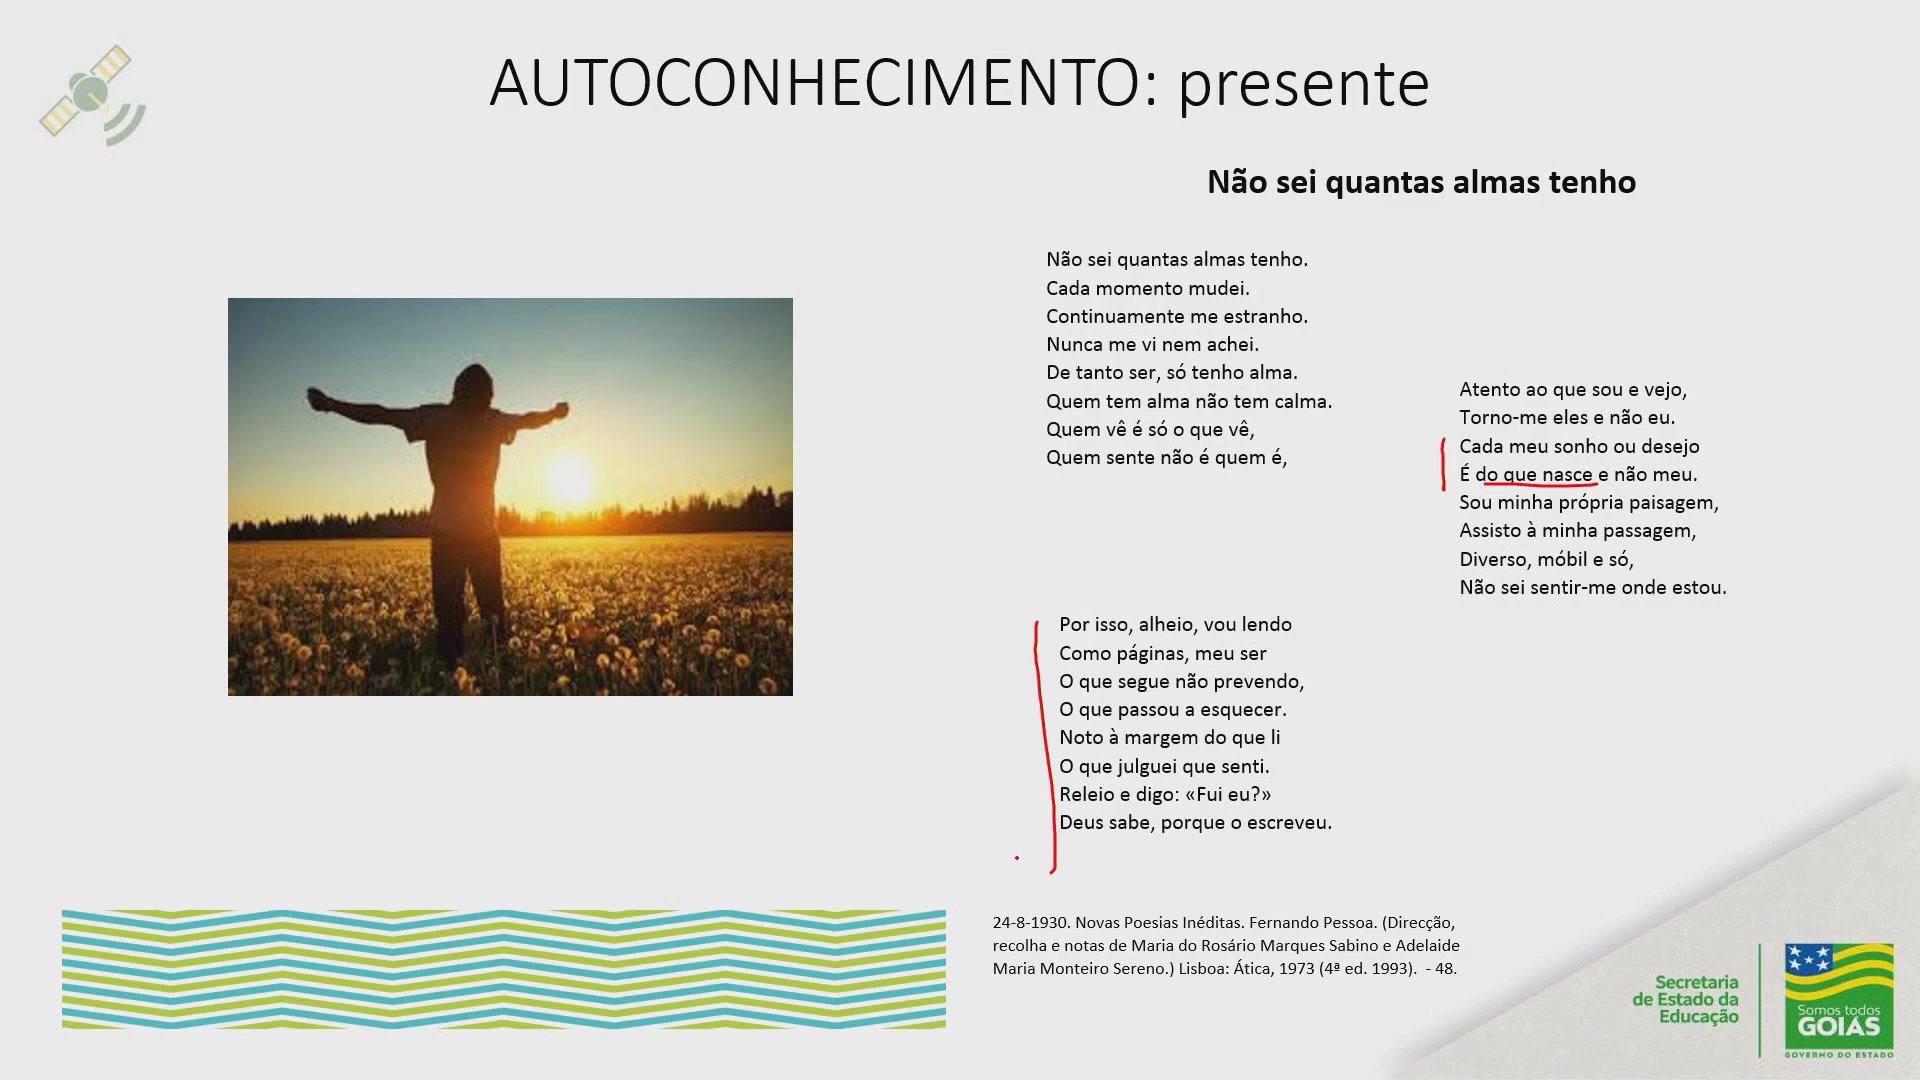 AUTOCONHECIMENTO: presente
Não sei quantas almas tenho
Não sei quantas almas tenho.
Cada momento mudei.
Continuamente me estranho.
Nunca me vi nem achei.
De tanto ser, só tenho alma.
Quem tem alma não tem calma.
Quem vê é só o que vê,
Quem sente não é quem é,
Atento ao que sou e vejo,
Torno-me eles e não eu.
Cada meu sonho ou desejo
É do que nasce e não meu.
Sou minha própria paisagem,
Assisto à minha passagem,
Diverso, móbil e só,
Não sei sentir-me onde estou.
Por isso, alheio, vou lendo
Como páginas, meu ser
O que segue não prevendo,
O que passou a esquecer.
Noto à margem do que li
O que julguei que senti.
Releio e digo: «Fui eu?»
Deus sabe, porque o escreveu.
24-8-1930. Novas Poesias Inéditas. Fernando Pessoa. (Direcção,
recolha e notas de Maria do Rosário Marques Sabino e Adelaide
Maria Monteiro Sereno.) Lisboa: Ática, 1973 (4ª ed. 1993).  - 48.
Secretaria
de Estado da
Educação
Somos todos
GOIÁS
GOVERNO DO ESTADO